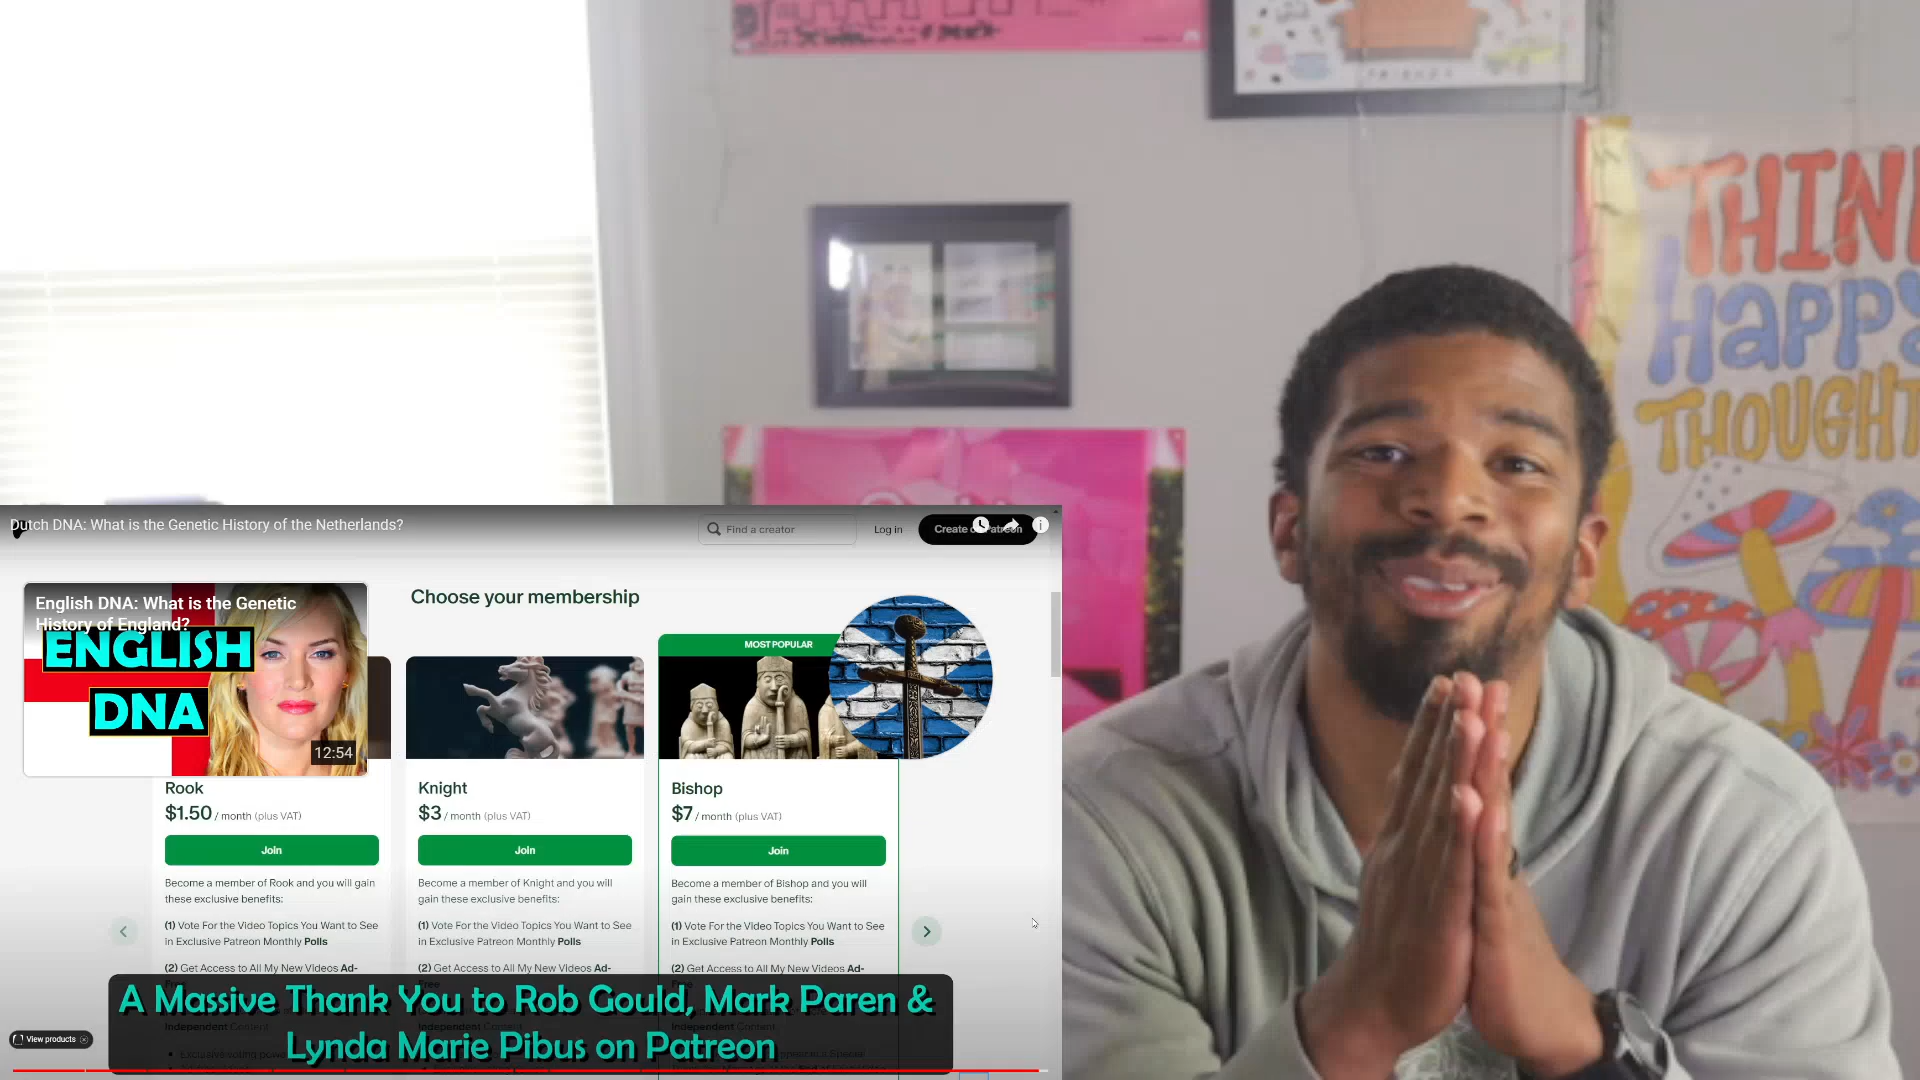 THINK
HAPPY
THOUGHT
Dutch DNA: What is the Genetic History of the Netherlands?
Find a creator
Log in
Create on Patreon
English DNA: What is the Genetic
History of England?
ENGLISH
DNA
12:54
Choose your membership
MOST POPULAR
Rook
$1.50 / month (plus VAT)
Join
Become a member of Rook and you will gain
these exclusive benefits:
(1) Vote For the Video Topics You Want to See
in Exclusive Patreon Monthly Polls
(2) Get Access to All My New Videos Ad-
Knight
$3 / month (plus VAT)
Join
Become a member of Knight and you will
gain these exclusive benefits:
(1) Vote For the Video Topics You Want to See
in Exclusive Patreon Monthly Polls
(2) Get Access to All My New Videos Ad-
Free
Bishop
$7 / month (plus VAT)
Join
Become a member of Bishop and you will
gain these exclusive benefits:
(1) Vote For the Video Topics You Want to See
in Exclusive Patreon Monthly Polls
(2) Get Access to All My New Videos Ad-
Free
A Massive Thank You to Rob Gould, Mark Paren &
Lynda Marie Pibus on Patreon
View products